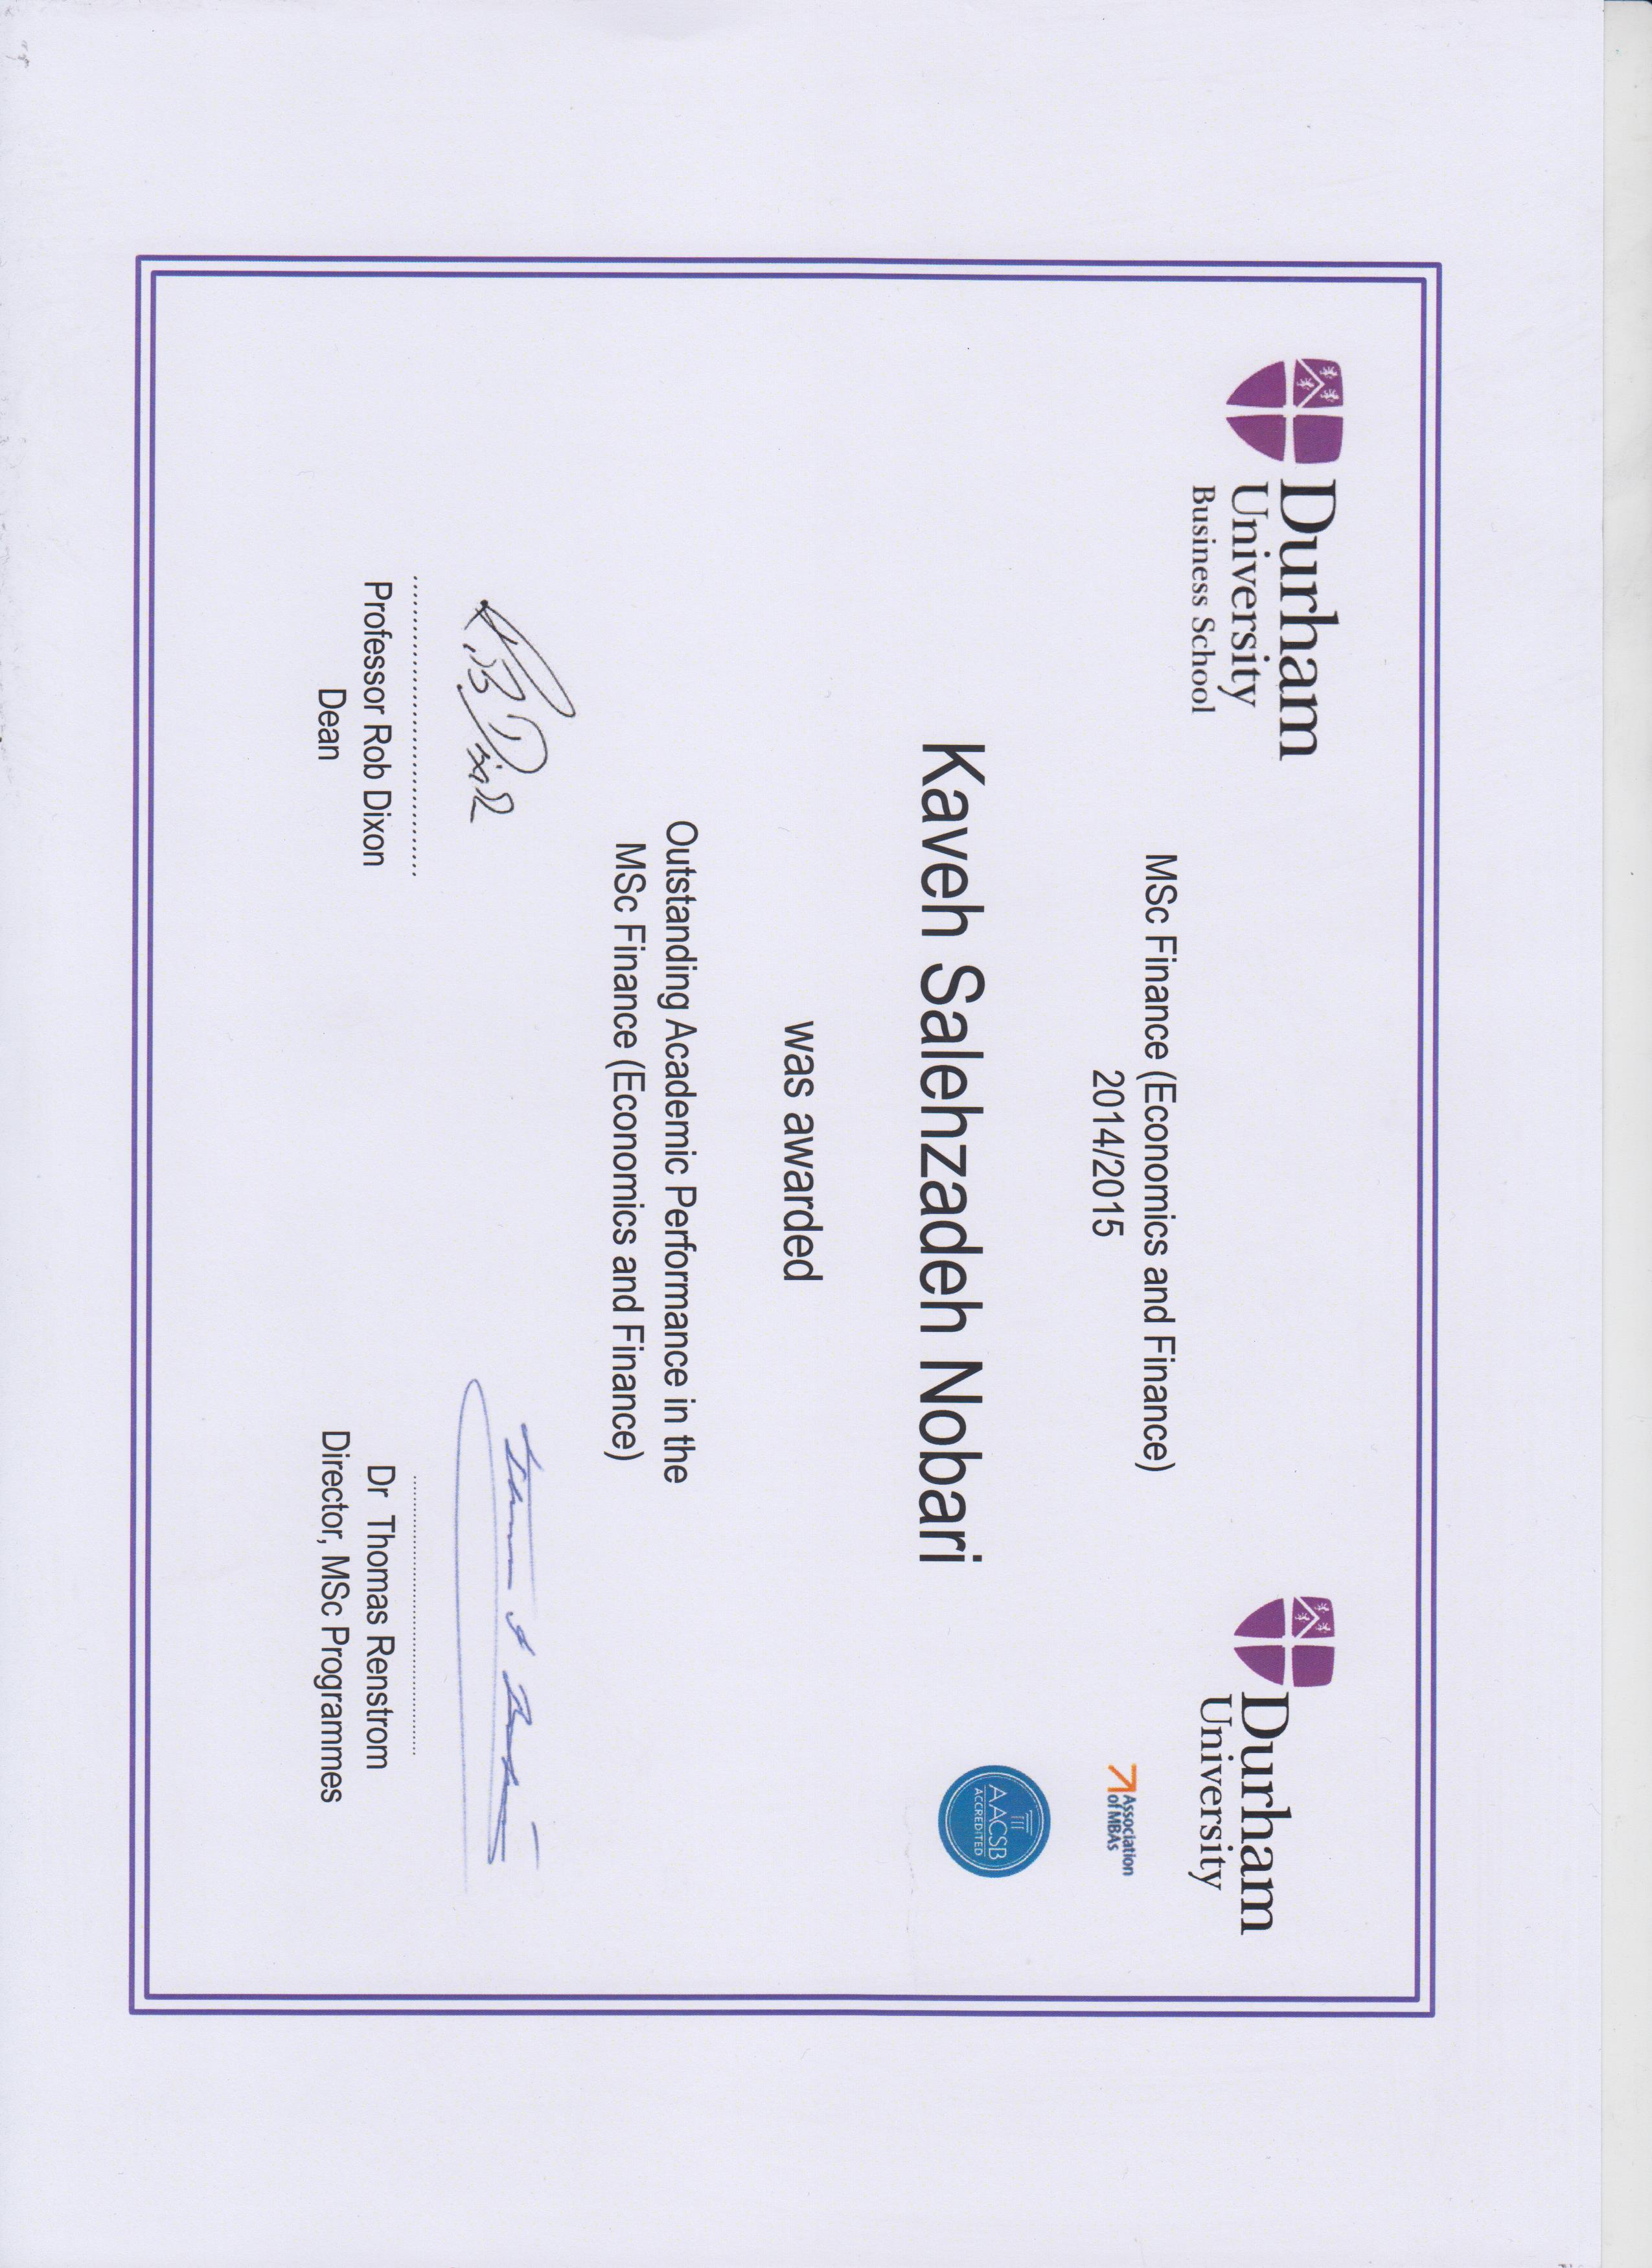 Durham
University
Business School
Durham
University
Association
of MBAs
AACSB
ACCREDITED
MSc Finance (Economics and Finance)
2014/2015
Kaveh Salehzadeh Nobari
was awarded
Outstanding Academic Performance in the
MSc Finance (Economics and Finance)
Professor Rob Dixon
Dean
Dr Thomas Renstrom
Director, MSc Programmes